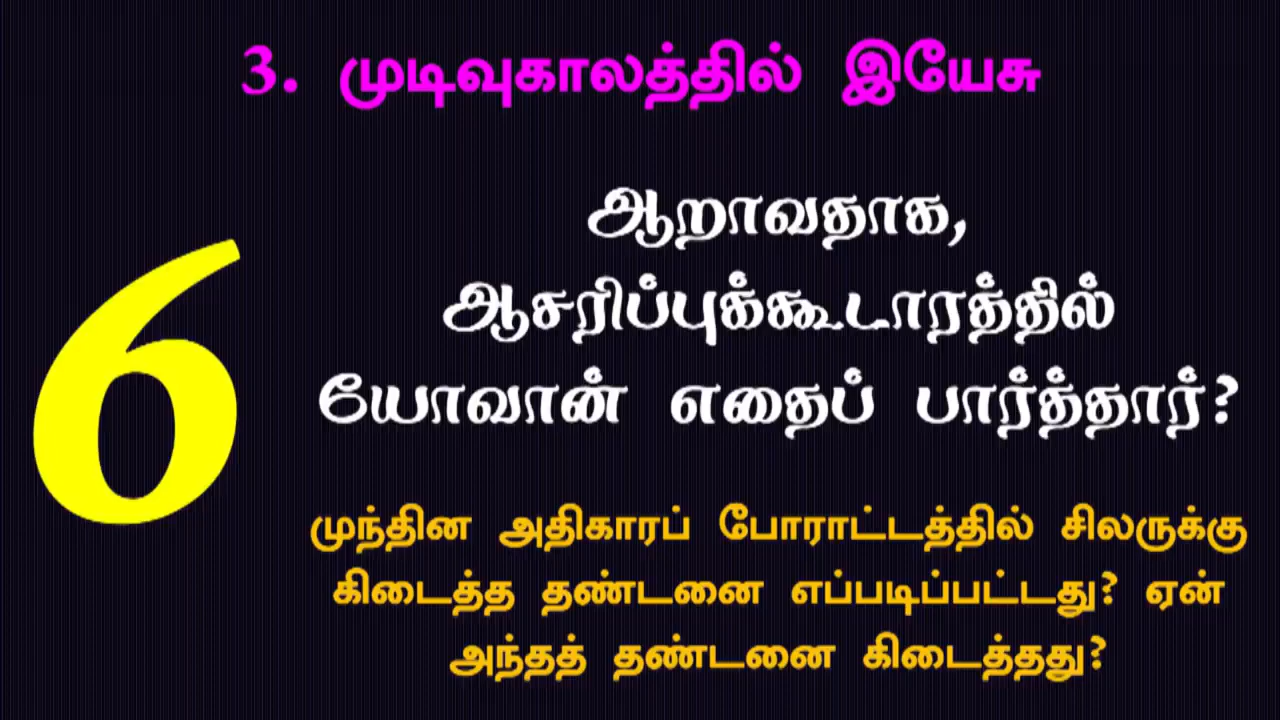 3. முடிவுகாலத்தில் இயேசு
6
ஆறாவதாக,
ஆசரிப்புக்கூடாரத்தில்
யோவான் எதைப் பார்த்தார்?
முந்தின அதிகாரப் போராட்டத்தில் சிலருக்கு
கிடைத்த தண்டனை எப்படிப்பட்டது? ஏன்
அந்தத் தண்டனை கிடைத்தது?